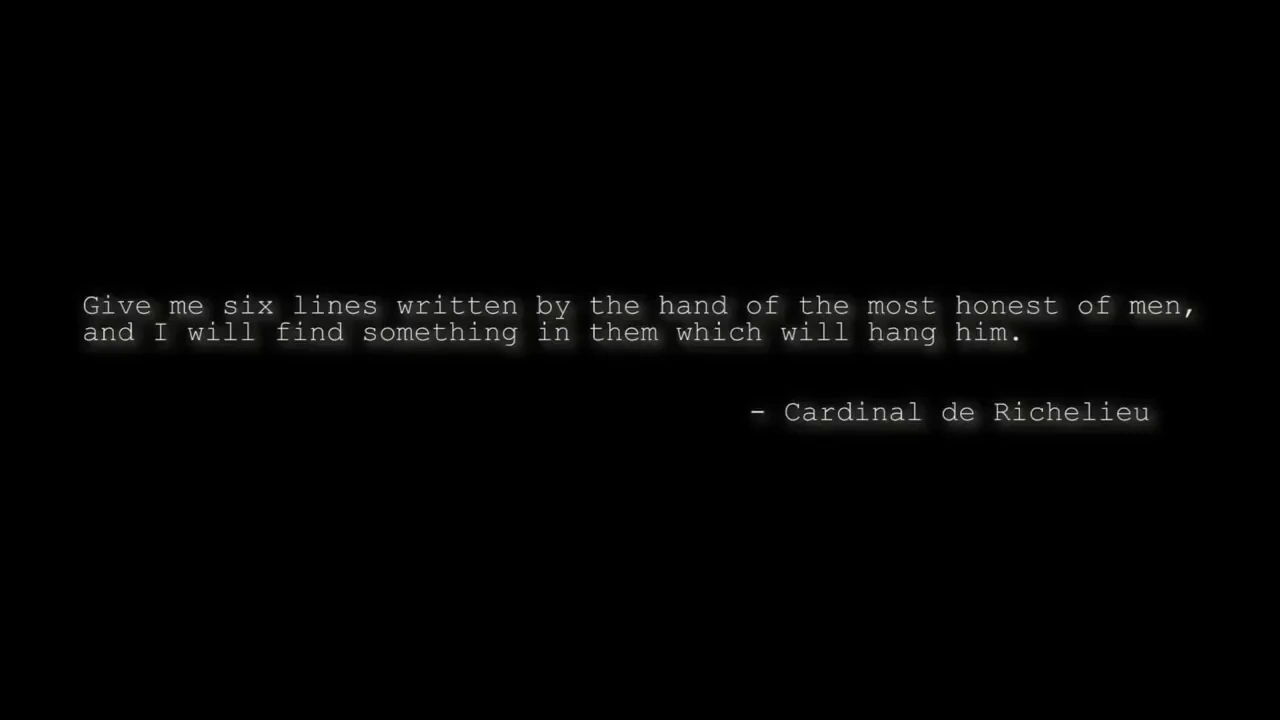 Give me six lines written by the hand of the most honest of men,
and I will find something in them which will hang him.
- Cardinal de Richelieu